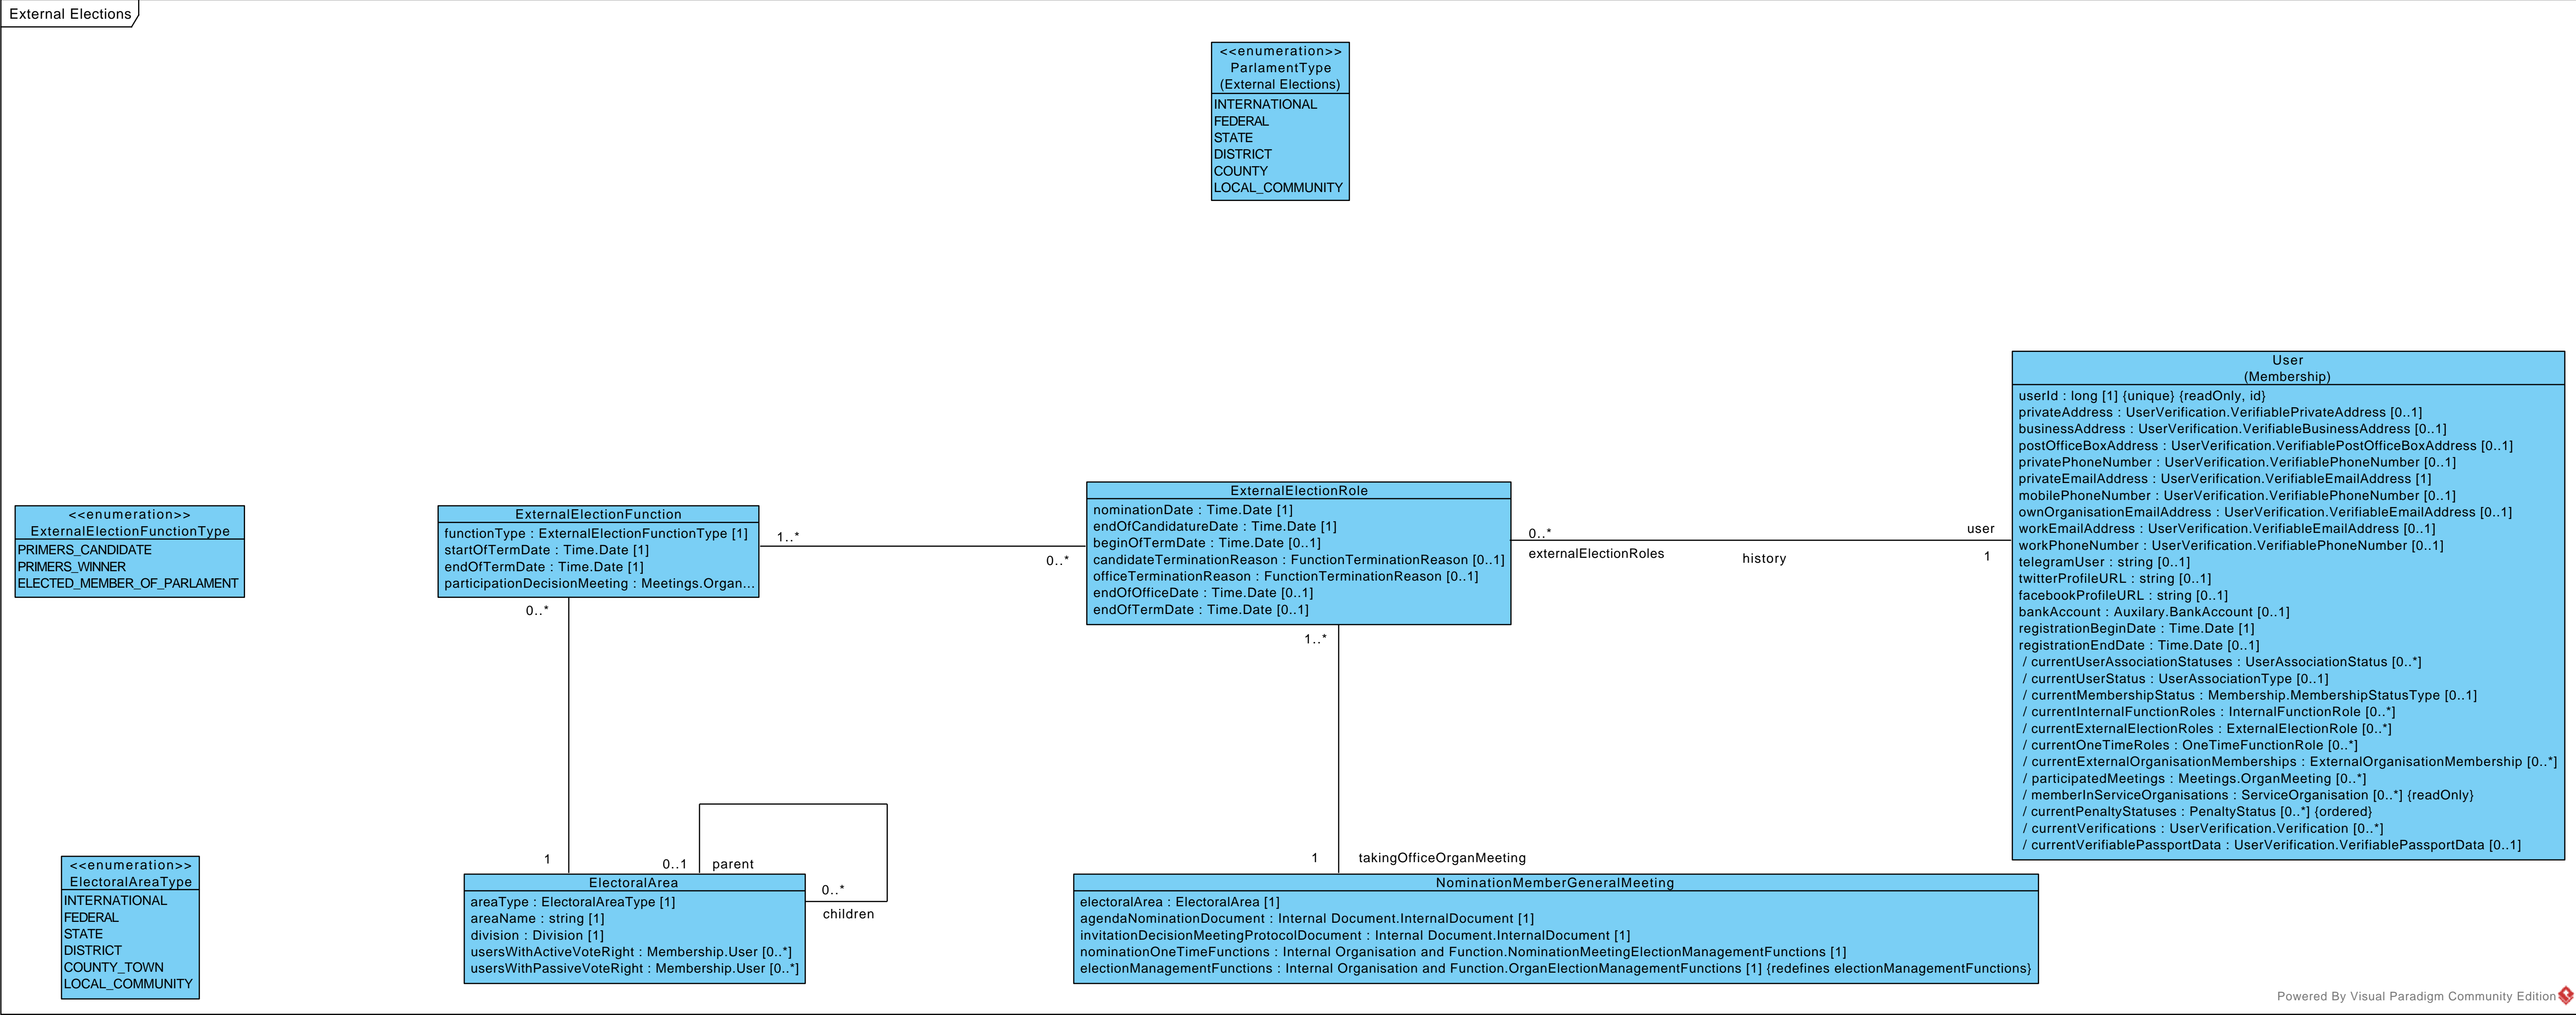 External Elections
<<enumeration>>
ParlamentType
(External Elections)
INTERNATIONAL
FEDERAL
STATE
DISTRICT
COUNTY
LOCAL_COMMUNITY
User
(Membership)
userId : long [1] {unique} {readOnly, id}
privateAddress : UserVerification.VerifiablePrivateAddress [0..1]
businessAddress : UserVerification.VerifiableBusinessAddress [0..1]
postOfficeBoxAddress : UserVerification.VerifiablePostOfficeBoxAddress [0..1]
privatePhoneNumber : UserVerification.VerifiablePhoneNumber [0..1]
privateEmailAddress : UserVerification.VerifiableEmailAddress [1]
mobilePhoneNumber : UserVerification.VerifiablePhoneNumber [0..1]
ownOrganisationEmailAddress : UserVerification.VerifiableEmailAddress [0..1]
workEmailAddress : UserVerification.VerifiableEmailAddress [0..1]
workPhoneNumber : UserVerification.VerifiablePhoneNumber [0..1]
telegramUser : string [0..1]
twitterProfileURL : string [0..1]
facebookProfileURL : string [0..1]
bankAccount : Auxilary.BankAccount [0..1]
registrationBeginDate : Time.Date [1]
registrationEndDate : Time.Date [0..1]
/ currentUserAssociationStatuses : UserAssociationStatus [0..*]
/ currentUserStatus : UserAssociationType [0..1]
/ currentMembershipStatus : Membership.MembershipStatusType [0..1]
/ currentInternalFunctionRoles : InternalFunctionRole [0..*]
/ currentExternalElectionRoles : ExternalElectionRole [0..*]
/ currentOneTimeRoles : OneTimeFunctionRole [0..*]
/ currentExternalOrganisationMemberships : ExternalOrganisationMembership [0..*]
/ participatedMeetings : Meetings.OrganMeeting [0..*]
/ memberInServiceOrganisations : ServiceOrganisation [0..*] {readOnly}
/ currentPenaltyStatuses : PenaltyStatus [0..*] {ordered}
/ currentVerifications : UserVerification.Verification [0..*]
/ currentVerifiablePassportData : UserVerification.VerifiablePassportData [0..1]
<<enumeration>>
ExternalElectionFunctionType
PRIMERS_CANDIDATE
PRIMERS_WINNER
ELECTED_MEMBER_OF_PARLAMENT
ExternalElectionFunction
functionType : ExternalElectionFunctionType [1]
startOfTermDate : Time.Date [1]
endOfTermDate : Time.Date [1]
participationDecisionMeeting : Meetings.Organ...
1..*
0..*
ExternalElectionRole
nominationDate : Time.Date [1]
endOfCandidatureDate : Time.Date [1]
beginOfTermDate : Time.Date [0..1]
candidateTerminationReason : FunctionTerminationReason [0..1]
officeTerminationReason : FunctionTerminationReason [0..1]
endOfOfficeDate : Time.Date [0..1]
endOfTermDate : Time.Date [0..1]
0..*
externalElectionRoles
history
user
1
0..*
1
1..*
1
takingOfficeOrganMeeting
0..1
parent
0..*
children
<<enumeration>>
ElectoralAreaType
INTERNATIONAL
FEDERAL
STATE
DISTRICT
COUNTY_TOWN
LOCAL_COMMUNITY
ElectoralArea
areaType : ElectoralAreaType [1]
areaName : string [1]
division : Division [1]
usersWithActiveVoteRight : Membership.User [0..*]
usersWithPassiveVoteRight : Membership.User [0..*]
NominationMemberGeneralMeeting
electoralArea : ElectoralArea [1]
agendaNominationDocument : Internal Document.InternalDocument [1]
invitationDecisionMeetingProtocolDocument : Internal Document.InternalDocument [1]
nominationOneTimeFunctions : Internal Organisation and Function.NominationMeetingElectionManagementFunctions [1]
electionManagementFunctions : Internal Organisation and Function.OrganElectionManagementFunctions [1] {redefines electionManagementFunctions}
Powered By Visual Paradigm Community Edition